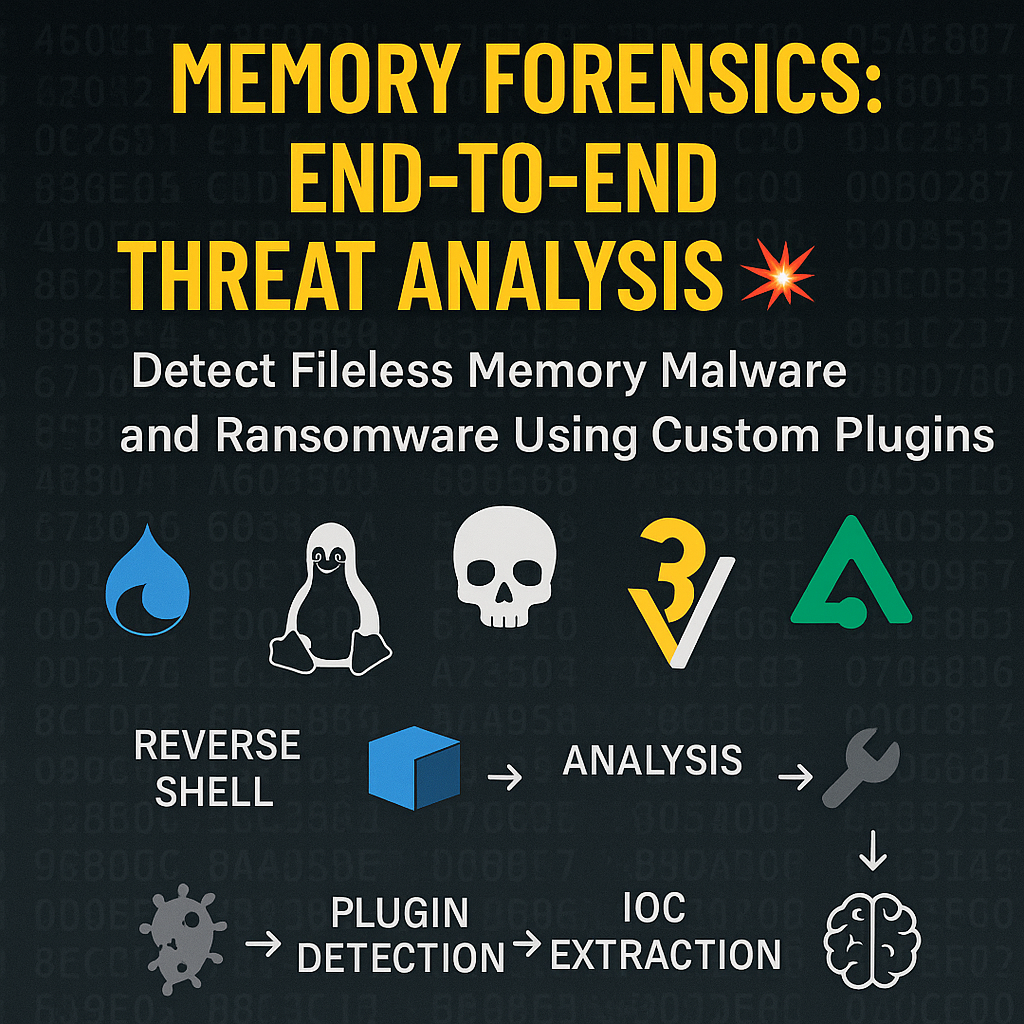 MEMORY FORENSICS:
END-TO-END
THREAT ANALYSIS
Detect Fileless Memory Malware
and Ransomware Using Custom Plugins
3
REVERSE
SHELL
ANALYSIS
PLUGIN
DETECTION
IOC
EXTRACTION